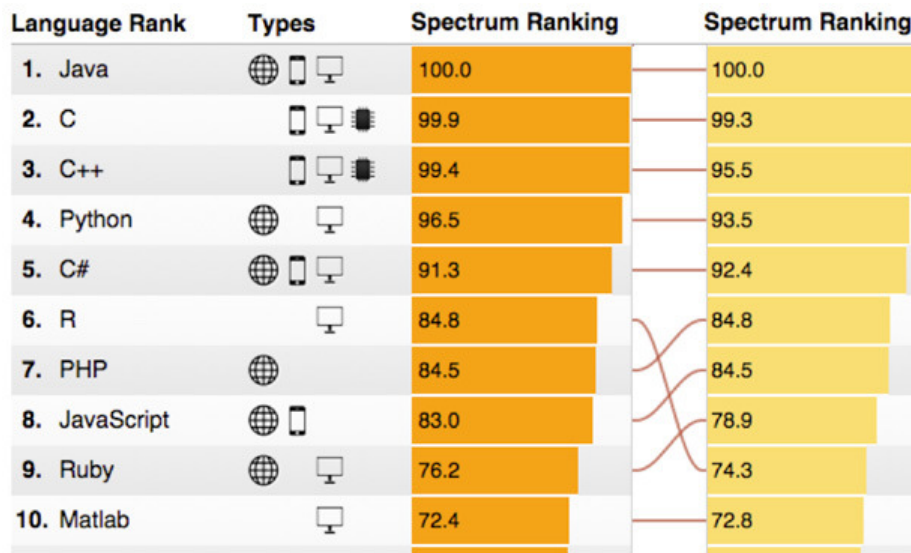 Language Rank Types Spectrum Ranking Spectrum Ranking
1. Java 100.0 100.0
2. C 99.9 99.3
3. C++ 99.4 95.5
4. Python 96.5 93.5
5. C# 91.3 92.4
6. R 84.8 84.8
7. PHP 84.5 84.5
8. JavaScript 83.0 78.9
9. Ruby 76.2 74.3
10. Matlab 72.4 72.8